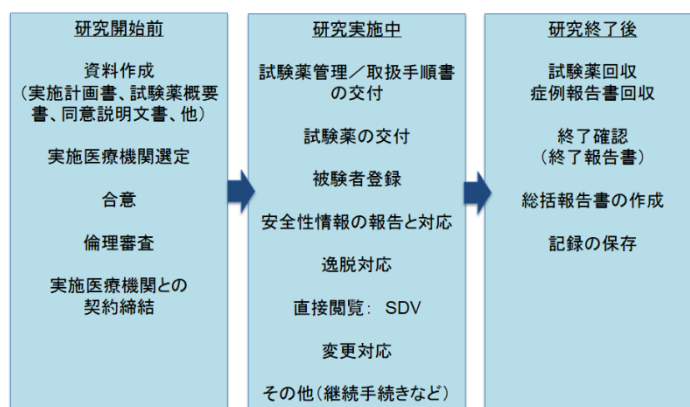 研究開始前
資料作成
（実施計画書、試験薬概要
書、同意説明文書、他）
実施医療機関選定
合意
倫理審査
実施医療機関との
契約締結
研究実施中
試験薬管理／取扱手順書
の交付
試験薬の交付
被験者登録
安全性情報の報告と対応
逸脱対応
直接閲覧： SDV
変更対応
その他（継続手続きなど）
研究終了後
試験薬回収
症例報告書回収
終了確認
（終了報告書）
総括報告書の作成
記録の保存